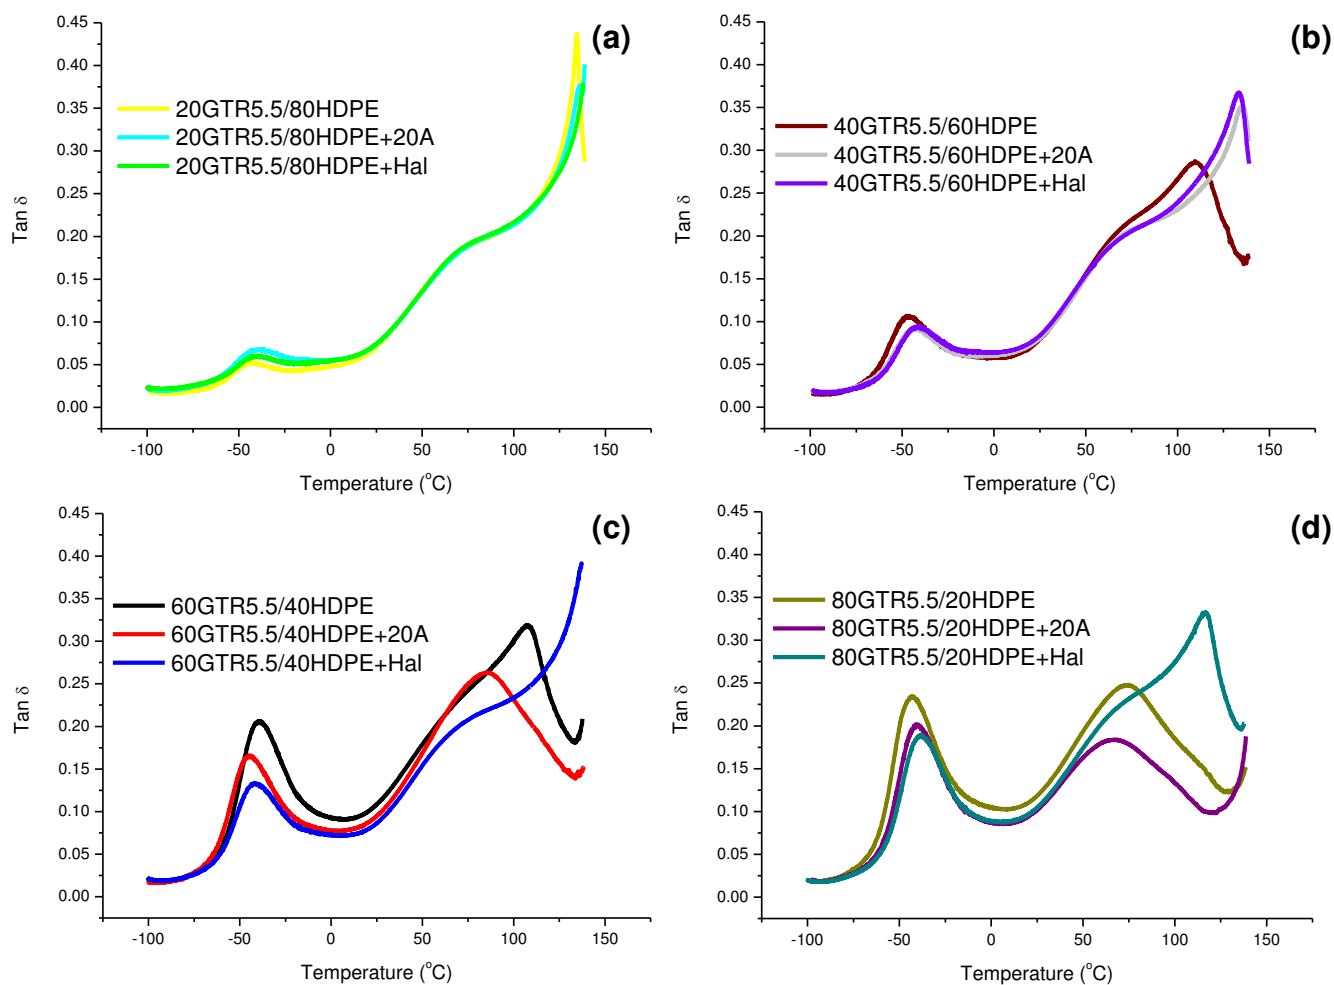 (a)
0.45
0.40
0.35
0.30
0.25
0.20
0.15
0.10
0.05
0.00
Tan δ
20GTR5.5/80HDPE
20GTR5.5/80HDPE+20A
20GTR5.5/80HDPE+Hal
-100 -50 0 50 100 150
Temperature (°C)
(b)
0.45
0.40
0.35
0.30
0.25
0.20
0.15
0.10
0.05
0.00
Tan δ
40GTR5.5/60HDPE
40GTR5.5/60HDPE+20A
40GTR5.5/60HDPE+Hal
-100 -50 0 50 100 150
Temperature (°C)
(c)
0.45
0.40
0.35
0.30
0.25
0.20
0.15
0.10
0.05
0.00
Tan δ
60GTR5.5/40HDPE
60GTR5.5/40HDPE+20A
60GTR5.5/40HDPE+Hal
-100 -50 0 50 100 150
Temperature (°C)
(d)
0.45
0.40
0.35
0.30
0.25
0.20
0.15
0.10
0.05
0.00
Tan δ
80GTR5.5/20HDPE
80GTR5.5/20HDPE+20A
80GTR5.5/20HDPE+Hal
-100 -50 0 50 100 150
Temperature (°C)